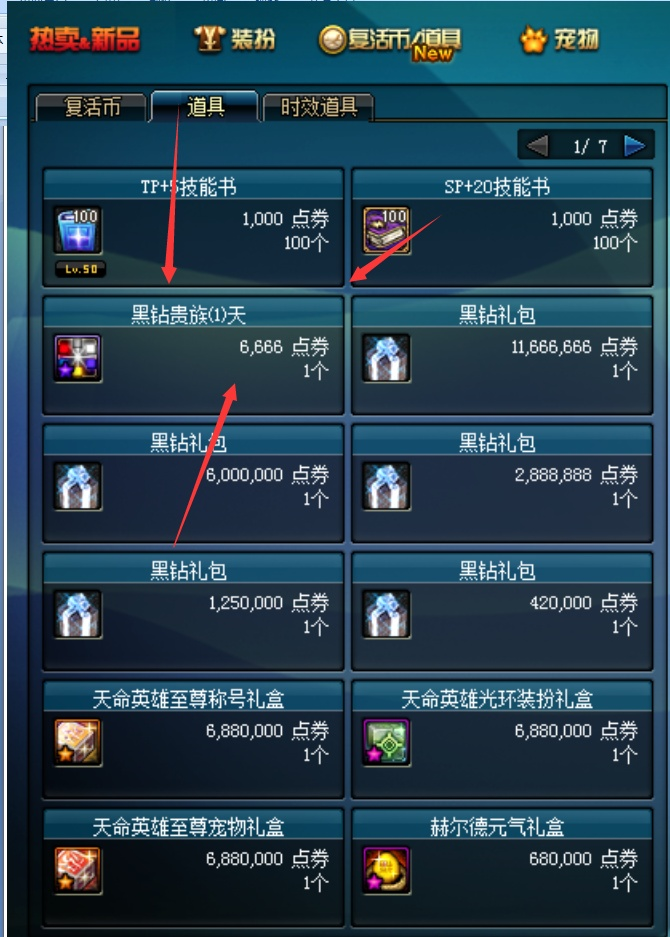 热卖&新品
装扮
复活币/道具
New
宠物
复活币
道具
时效道具
1/ 7
TP+5技能书
100
1,000 点券
100个
Lv.50
SP+20技能书
100
1,000 点券
100个
黑钻贵族(1)天
6,666 点券
1个
黑钻礼包
11,666,666 点券
1个
黑钻礼包
6,000,000 点券
1个
黑钻礼包
2,888,888 点券
1个
黑钻礼包
1,250,000 点券
1个
黑钻礼包
420,000 点券
1个
天命英雄至尊称号礼盒
6,880,000 点券
1个
天命英雄光环装扮礼盒
6,880,000 点券
1个
天命英雄至尊宠物礼盒
6,880,000 点券
1个
赫尔德元气礼盒
680,000 点券
1个